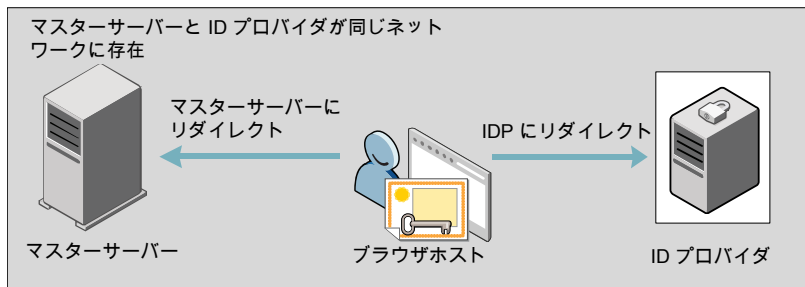 マスターサーバーと ID プロバイダが同じネット
ワークに存在
マスターサーバーに
リダイレクト
IDP にリダイレクト
マスターサーバー
ブラウザホスト
ID プロバイダ